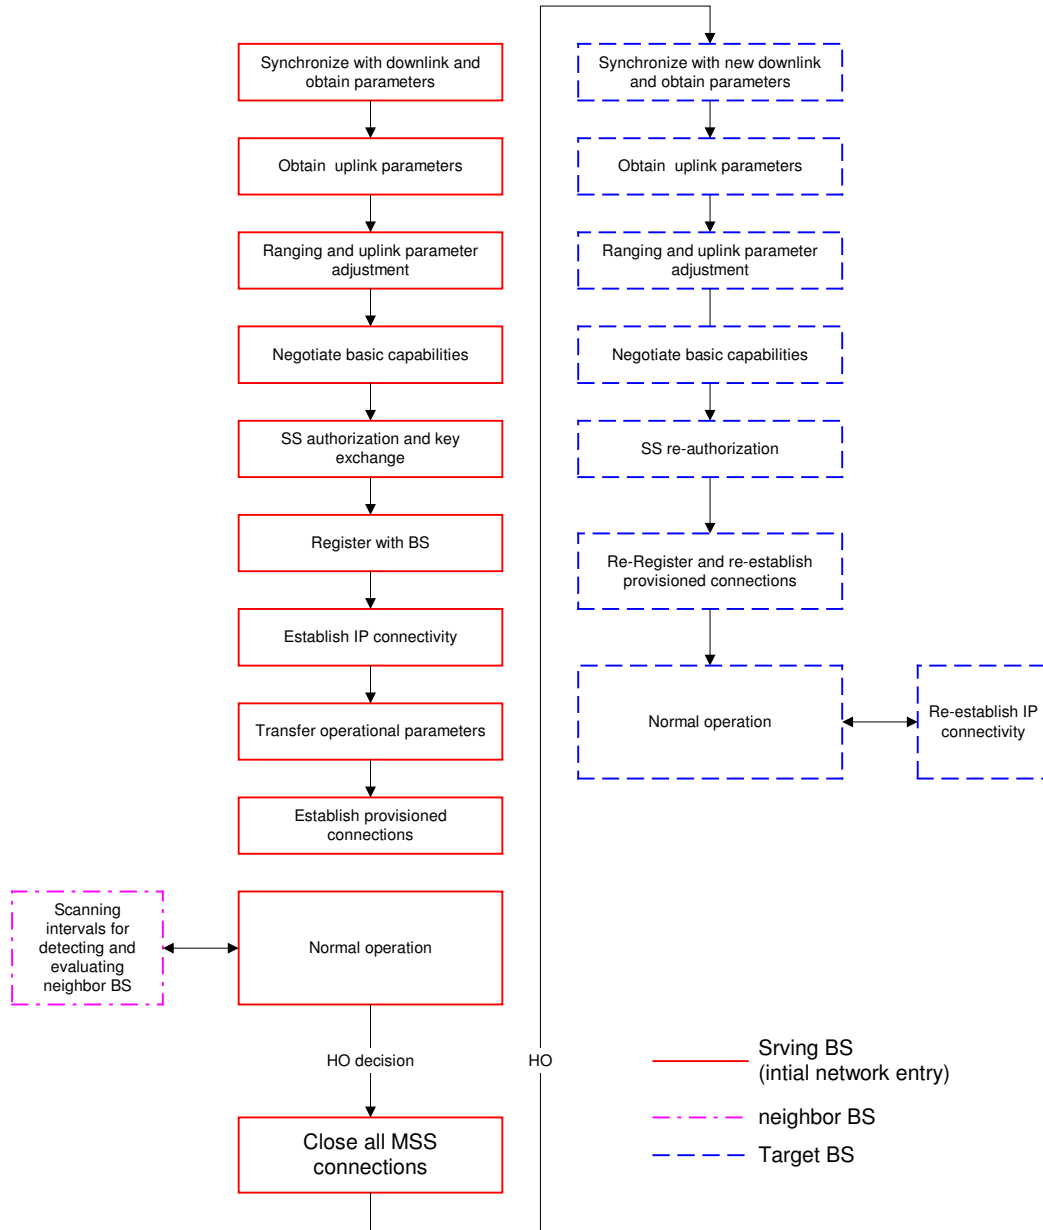 Synchronize with downlink and
obtain parameters
Obtain  uplink parameters
Ranging and uplink parameter
adjustment
Negotiate basic capabilities
SS authorization and key
exchange
Register with BS
Establish IP connectivity
Transfer operational parameters
Establish provisioned
connections
Scanning
intervals for
detecting and
evaluating
neighbor BS
Normal operation
HO decision
Close all MSS
connections
HO
Synchronize with new downlink
and obtain parameters
Obtain  uplink parameters
Ranging and uplink parameter
adjustment
Negotiate basic capabilities
SS re-authorization
Re-Register and re-establish
provisioned connections
Normal operation
Re-establish IP
connectivity
Srving BS
(intial network entry)
neighbor BS
Target BS